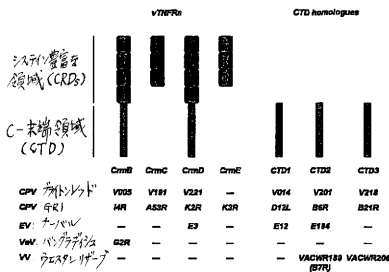 vTNFRs CTD homologues
システイン豊富な
領域(CRDs)
C-末端領域
(CTD)
CrmB CrmC CrmD CrmE CTD1 CTD2 CTD3
CPV ブライトンレッド V005 V191 V221 — V014 V201 V218
CPV GRI I4R A53R K2R K3R D12L B6R B21R
EV: ナーバル — — E3 — E12 E184 —
VaV: バングラディシュ G2R — — — — — —
VV ウエスタンリザーブ — — — — — VACWR189 VACWR206
(B7R)